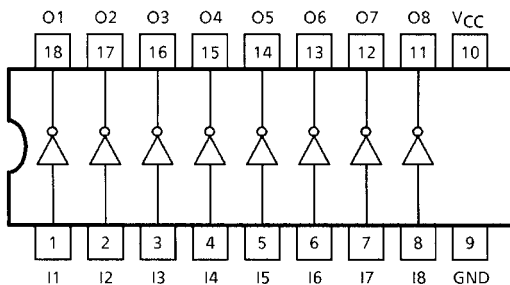 O1 O2 O3 O4 O5 O6 O7 O8 VCC
18 17 16 15 14 13 12 11 10
1 2 3 4 5 6 7 8 9
I1 I2 I3 I4 I5 I6 I7 I8 GND